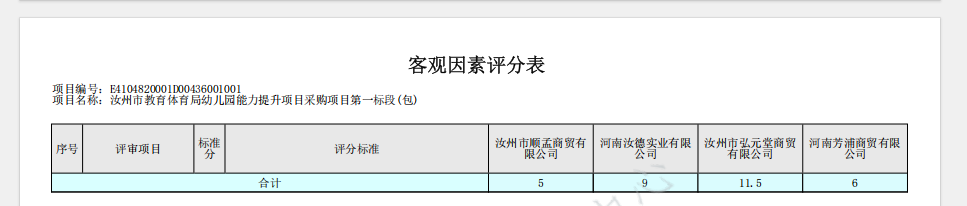 客观因素评分表
项目编号：E4104820001D00436001001
项目名称：汝州市教育体育局幼儿园能力提升项目采购项目第一标段(包)
序号 评审项目 标准分 评分标准 汝州市顺孟商贸有限公司 河南汝德实业有限公司 汝州市弘元堂商贸有限公司 河南芳浦商贸有限公司
合计 5 9 11.5 6
中心